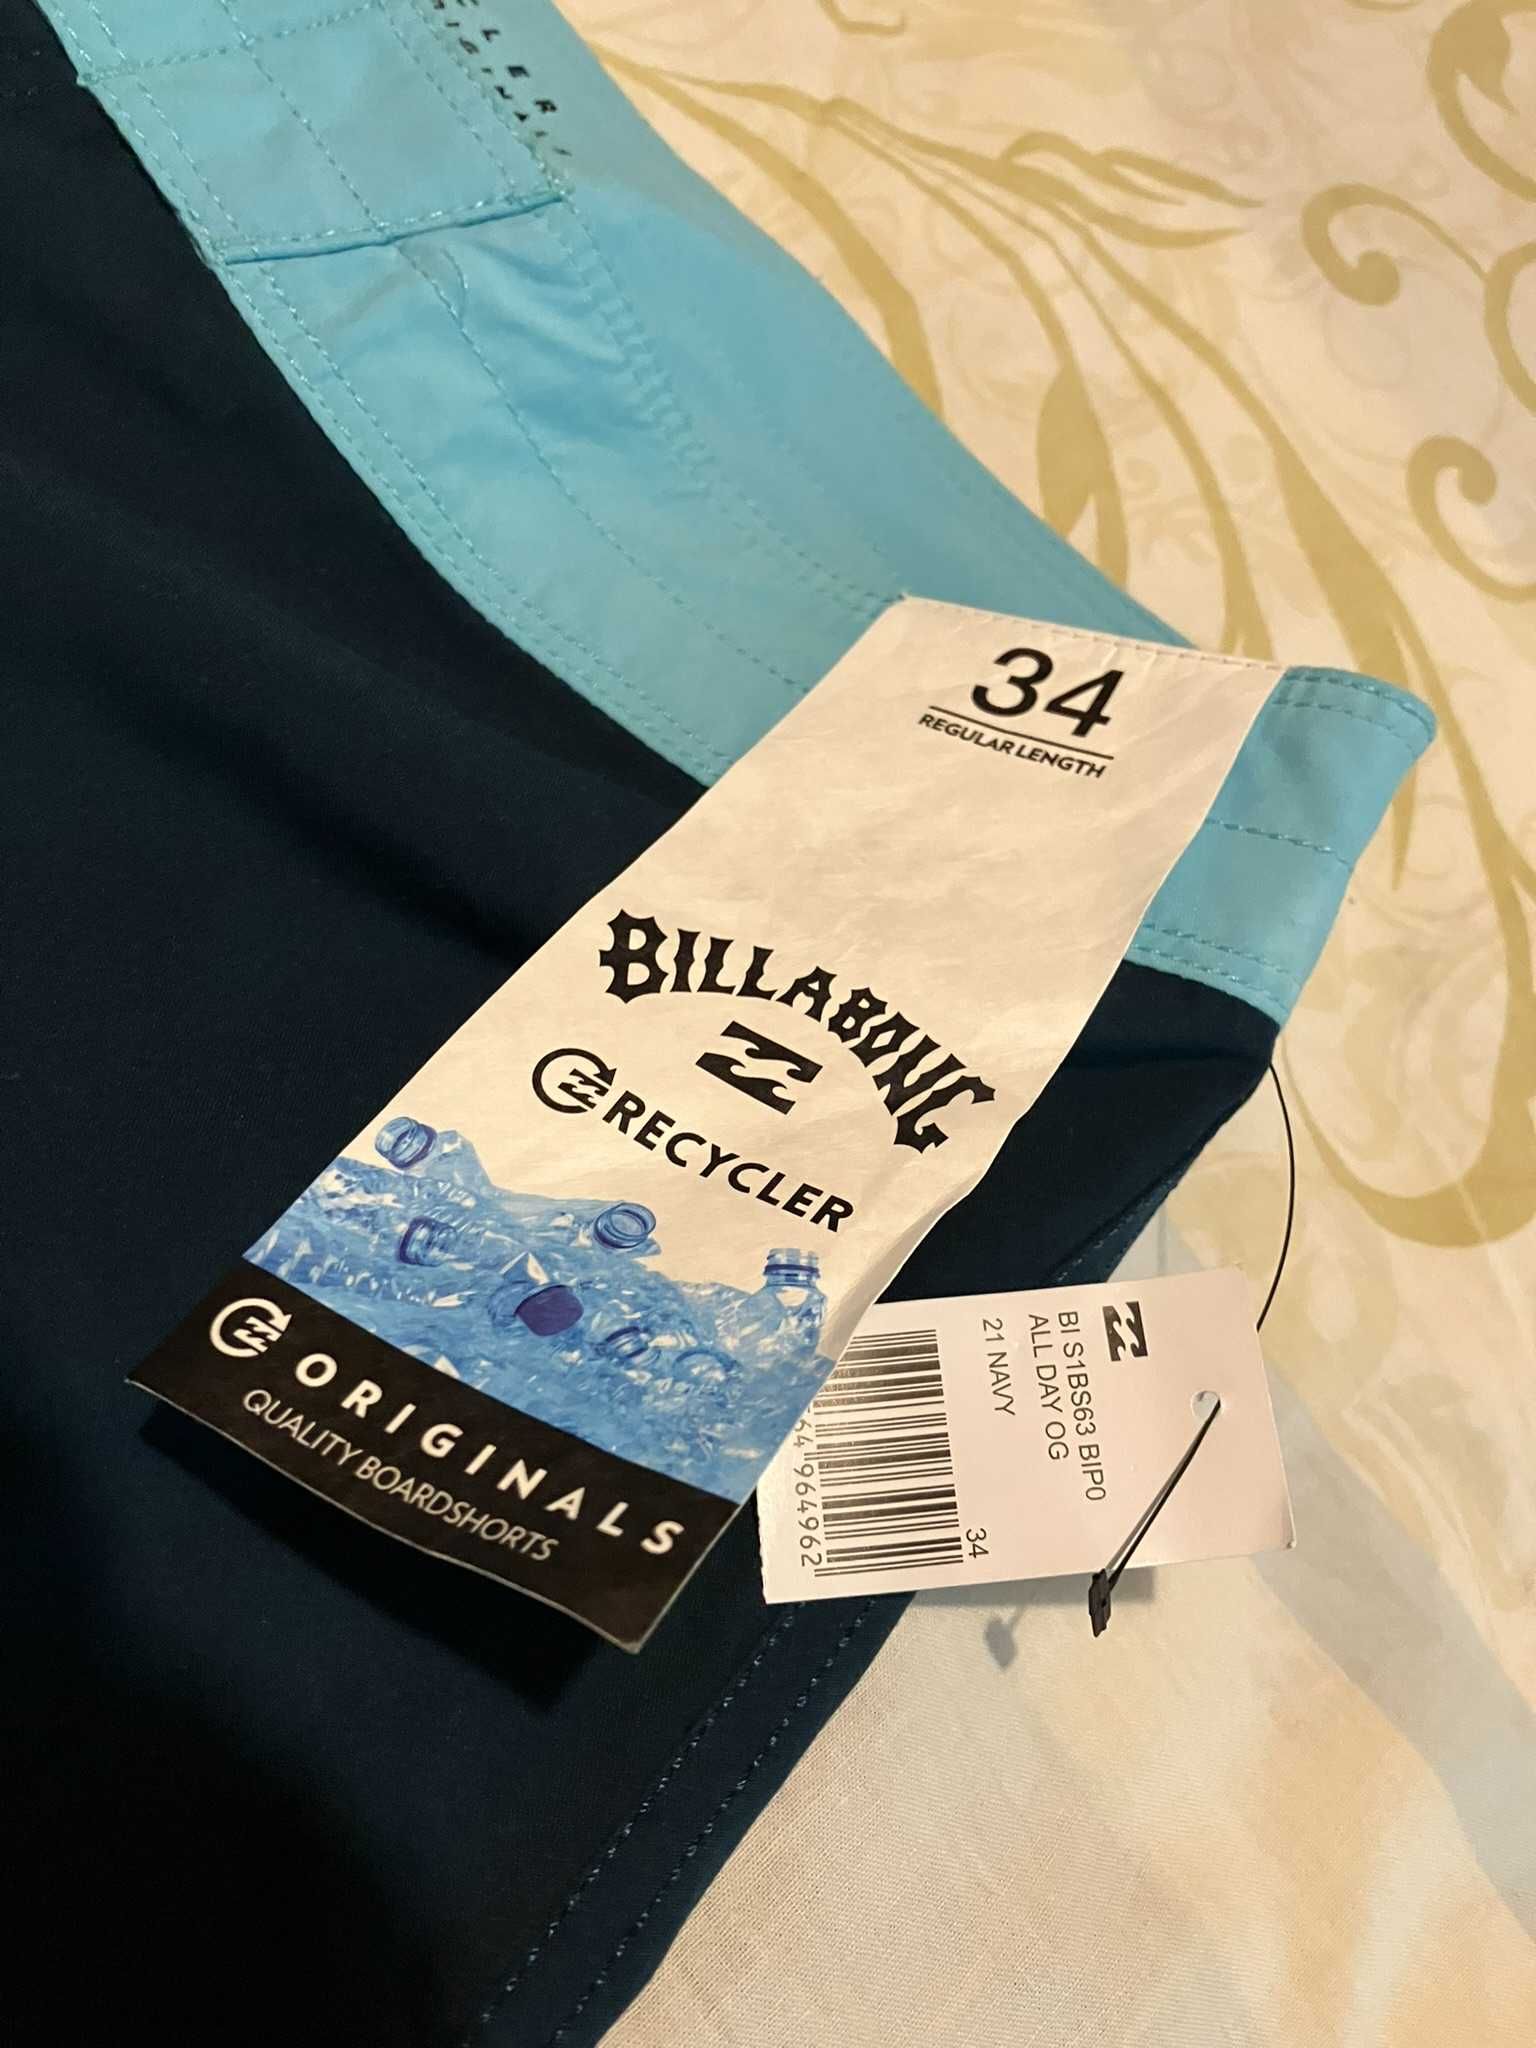 34
REGULAR LENGTH
BILLABONG
RECYCLER
ORIGINALS
QUALITY BOARDSHORTS
BI S1BS63 BIP0
ALL DAY OG
21 NAVY
34
964962